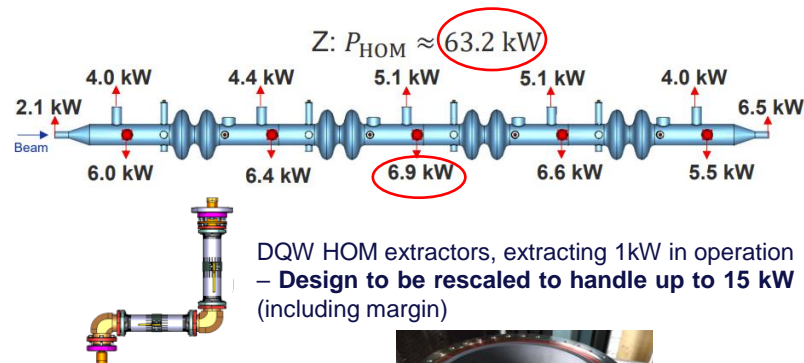 Z: P_HOM ≈ 63.2 kW
4.0 kW 4.4 kW 5.1 kW 5.1 kW 4.0 kW
2.1 kW 6.5 kW
Beam
6.0 kW 6.4 kW 6.9 kW 6.6 kW 5.5 kW
DQW HOM extractors, extracting 1kW in operation
– Design to be rescaled to handle up to 15 kW
(including margin)